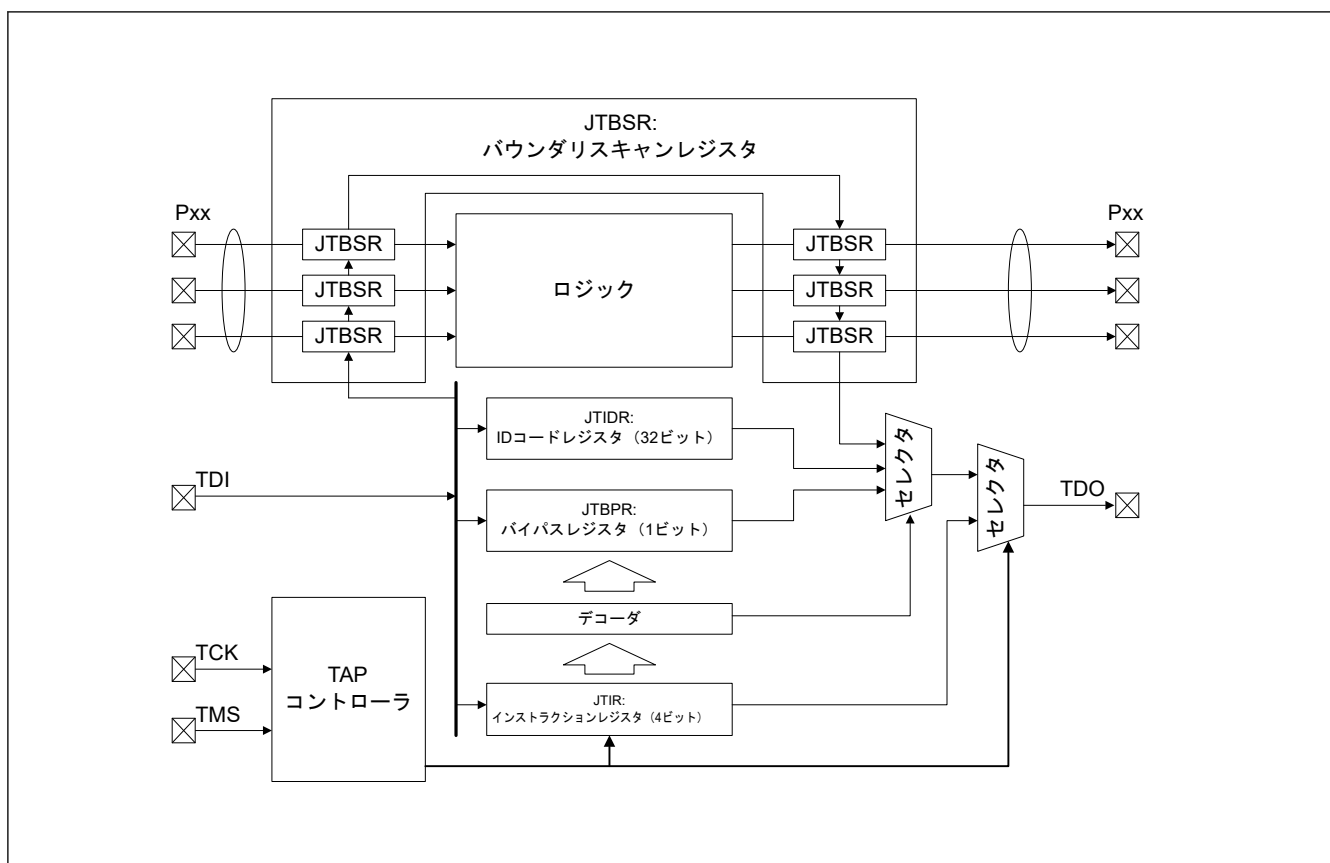 JTBSR:
バウンダリスキャンレジスタ
Pxx
Pxx
JTBSR
JTBSR
JTBSR
ロジック
JTBSR
JTBSR
JTBSR
JTIDR:
IDコードレジスタ（32ビット）
TDI
JTBPR:
バイパスレジスタ（1ビット）
セレクタ
セレクタ
TDO
デコーダ
TCK
TMS
TAP
コントローラ
JTIR:
インストラクションレジスタ（4ビット）